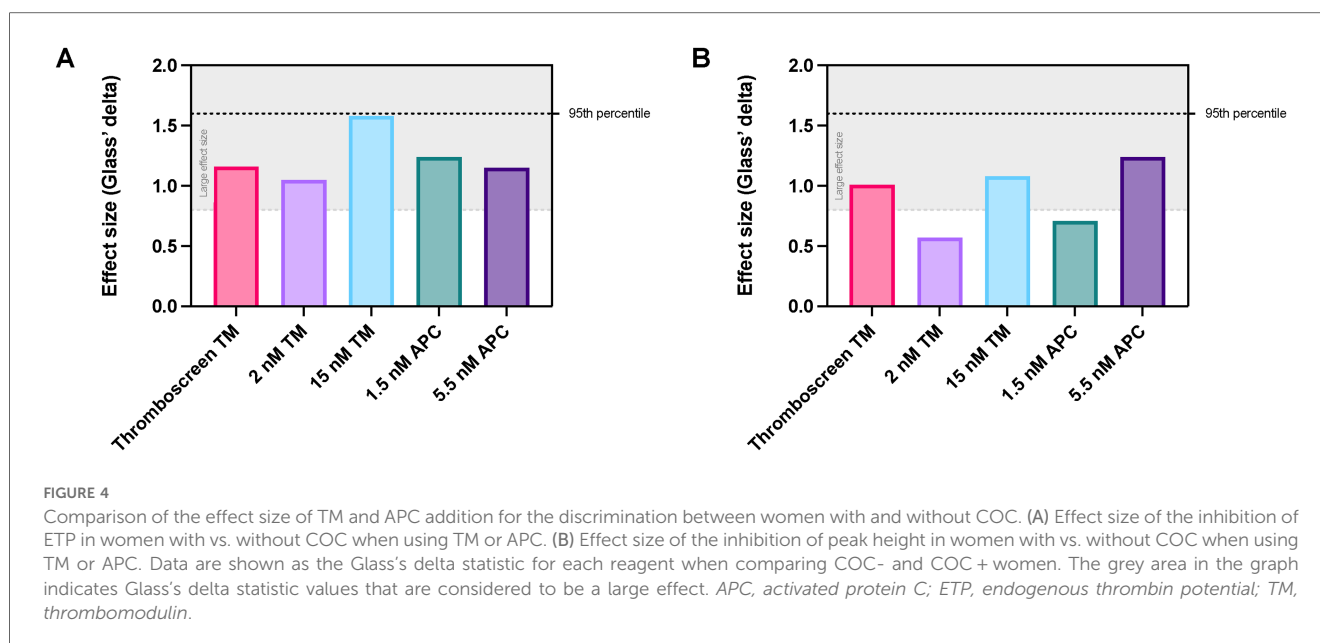 A
Effect size (Glass' delta)
2.0
1.5
1.0
0.5
0.0
Large effect size
95th percentile
Thromboscreen TM
2 nM TM
15 nM TM
1.5 nM APC
5.5 nM APC
B
Effect size (Glass' delta)
2.0
1.5
1.0
0.5
0.0
Large effect size
95th percentile
Thromboscreen TM
2 nM TM
15 nM TM
1.5 nM APC
5.5 nM APC
FIGURE 4
Comparison of the effect size of TM and APC addition for the discrimination between women with and without COC. (A) Effect size of the inhibition of
ETP in women with vs. without COC when using TM or APC. (B) Effect size of the inhibition of peak height in women with vs. without COC when using
TM or APC. Data are shown as the Glass's delta statistic for each reagent when comparing COC- and COC + women. The grey area in the graph
indicates Glass's delta statistic values that are considered to be a large effect. APC, activated protein C; ETP, endogenous thrombin potential; TM,
thrombomodulin.